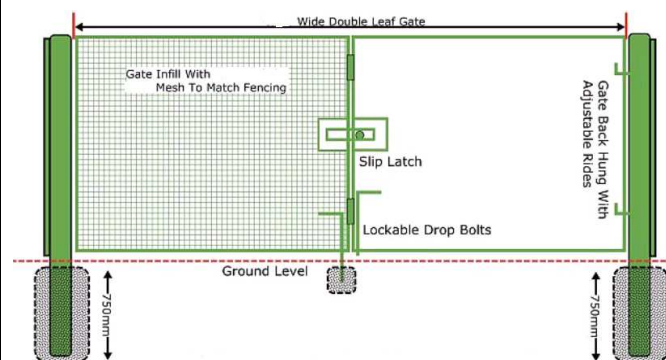 Wide Double Leaf Gate
Gate Infill With
Mesh To Match Fencing
Gate Back Hung With
Adjustable Rides
Slip Latch
Lockable Drop Bolts
Ground Level
750mm
750mm